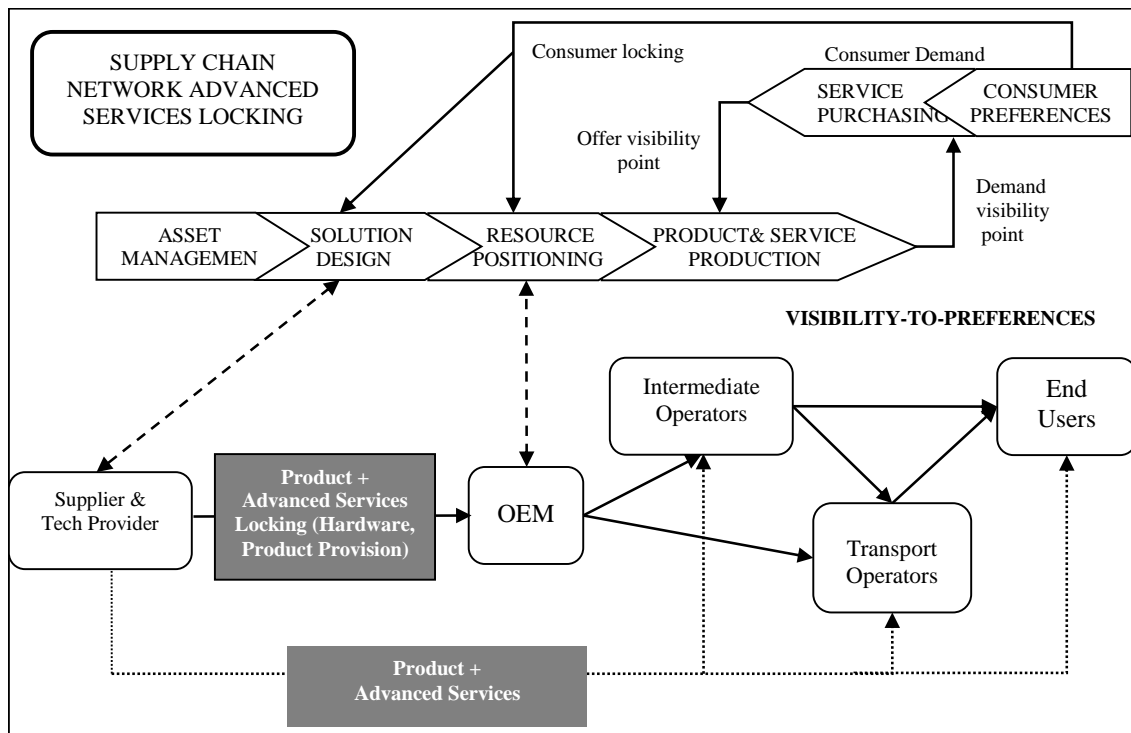 SUPPLY CHAIN
NETWORK ADVANCED
SERVICES LOCKING
Consumer locking
Consumer Demand
SERVICE
PURCHASING
CONSUMER
PREFERENCES
Offer visibility
point
Demand
visibility
point
ASSET
MANAGEMEN
SOLUTION
DESIGN
RESOURCE
POSITIONING
PRODUCT& SERVICE
PRODUCTION
VISIBILITY-TO-PREFERENCES
Intermediate
Operators
End
Users
Supplier &
Tech Provider
Product +
Advanced Services
Locking (Hardware,
Product Provision)
OEM
Transport
Operators
Product +
Advanced Services